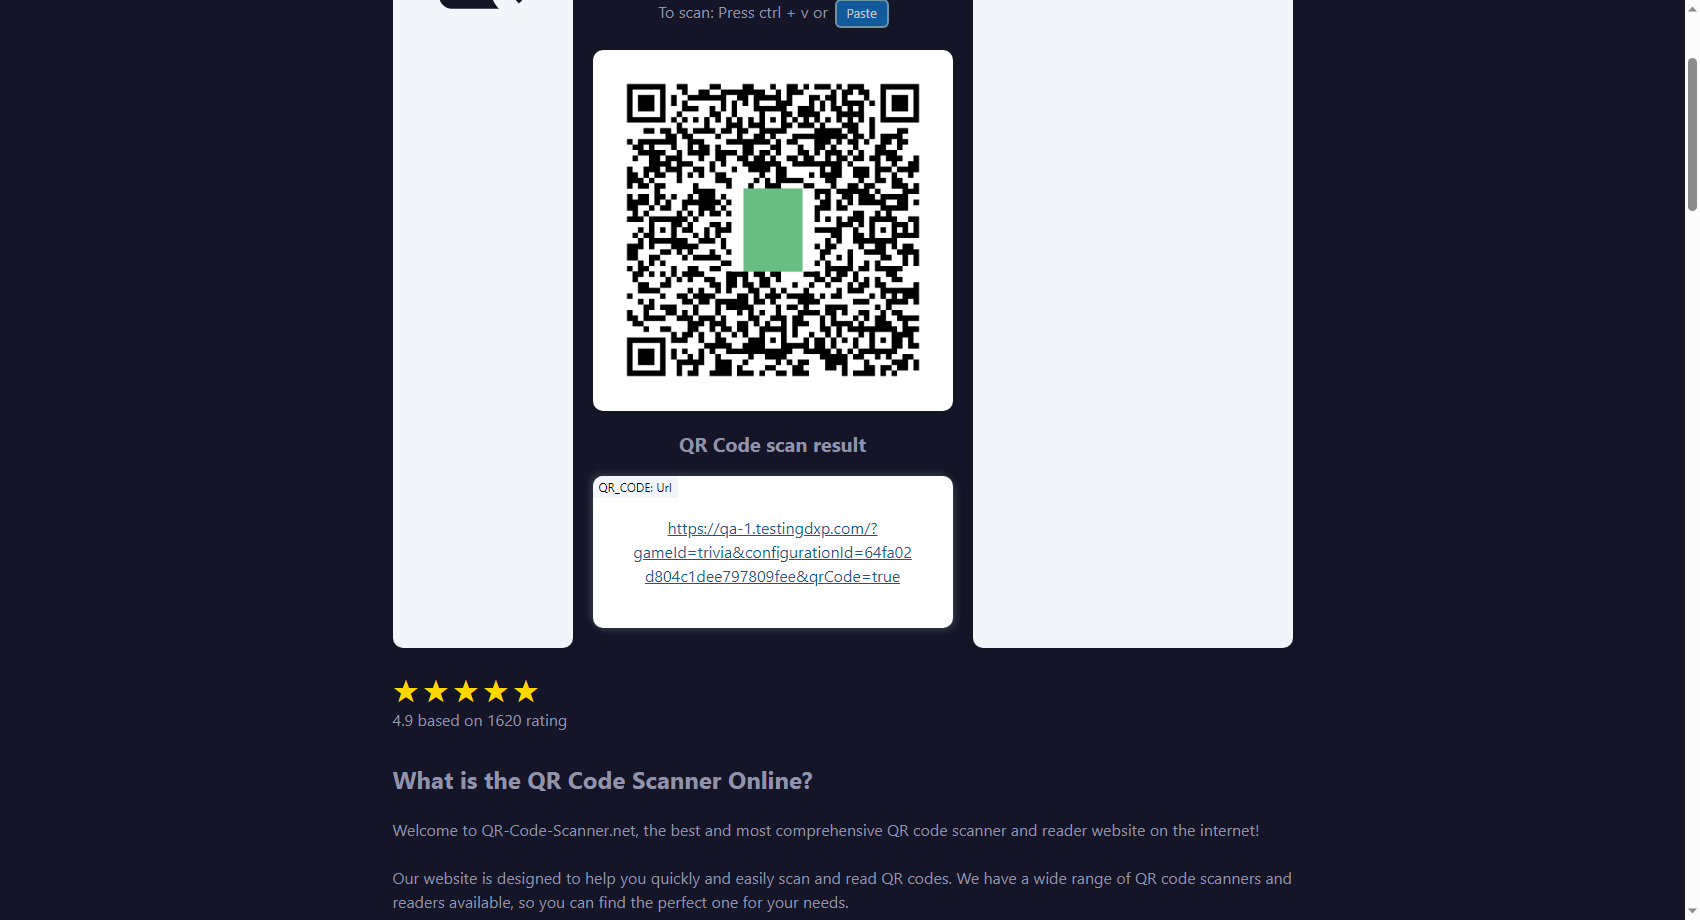 To scan: Press ctrl + v or Paste
QR Code scan result
QR_CODE: Url
https://qa-1.testingdxp.com/?
gameId=trivia&configurationId=64fa02
d804c1dee797809fee&qrCode=true
4.9 based on 1620 rating
What is the QR Code Scanner Online?
Welcome to QR-Code-Scanner.net, the best and most comprehensive QR code scanner and reader website on the internet!
Our website is designed to help you quickly and easily scan and read QR codes. We have a wide range of QR code scanners and
readers available, so you can find the perfect one for your needs.